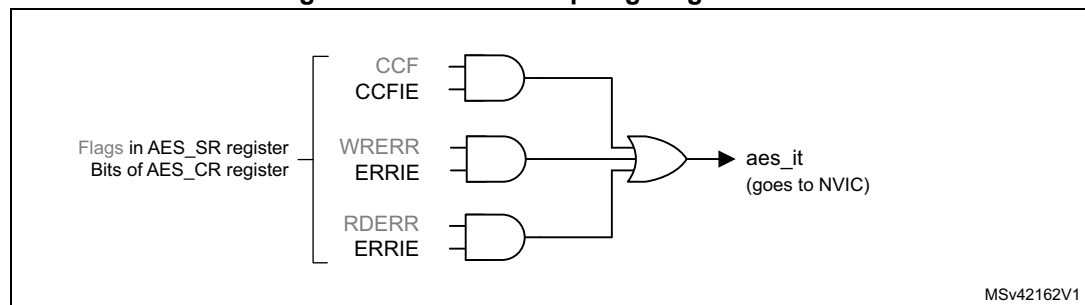 CCF
CCFIE
Flags in AES_SR register
Bits of AES_CR register
WRERR
ERRIE
RDERR
ERRIE
aes_it
(goes to NVIC)
MSv42162V1